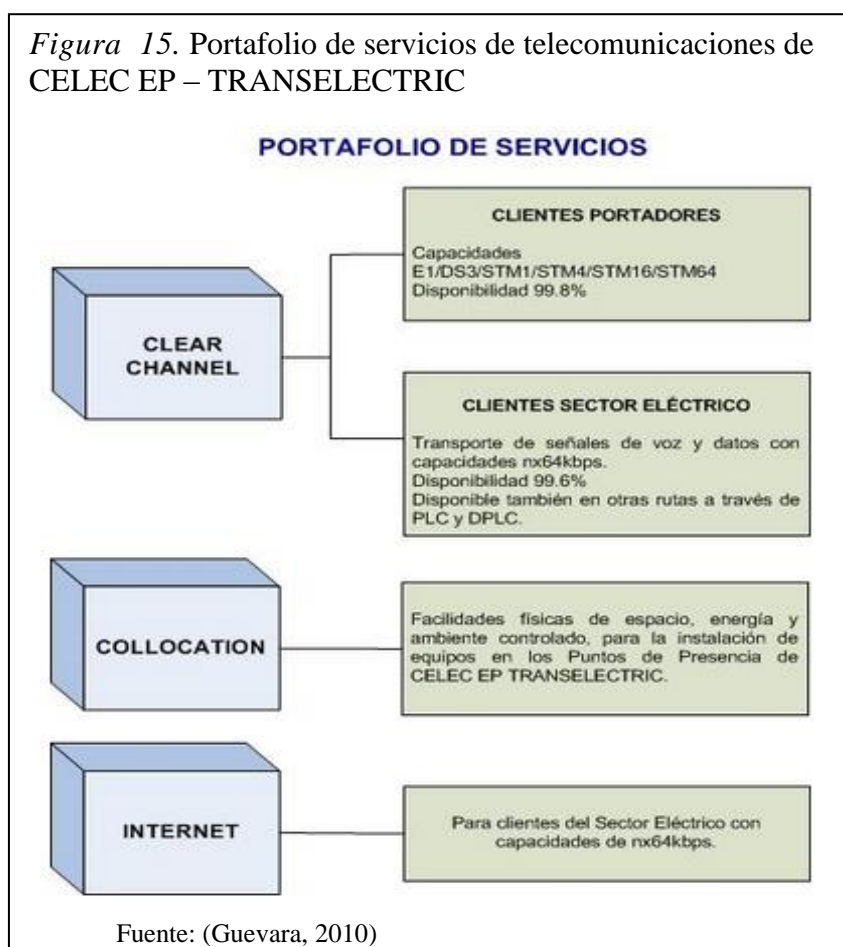 Figura 15. Portafolio de servicios de telecomunicaciones de
CELEC EP – TRANSELECTRIC
PORTAFOLIO DE SERVICIOS
CLEAR
CHANNEL
CLIENTES PORTADORES
Capacidades
E1/DS3/STM1/STM4/STM16/STM64
Disponibilidad 99.8%
CLIENTES SECTOR ELÉCTRICO
Transporte de señales de voz y datos con
capacidades nx64kbps.
Disponibilidad 99.6%
Disponible también en otras rutas a través de
PLC y DPLC.
COLLOCATION
Facilidades físicas de espacio, energía y
ambiente controlado, para la instalación de
equipos en los Puntos de Presencia de
CELEC EP TRANSELECTRIC.
INTERNET
Para clientes del Sector Eléctrico con
capacidades de nx64kbps.
Fuente: (Guevara, 2010)